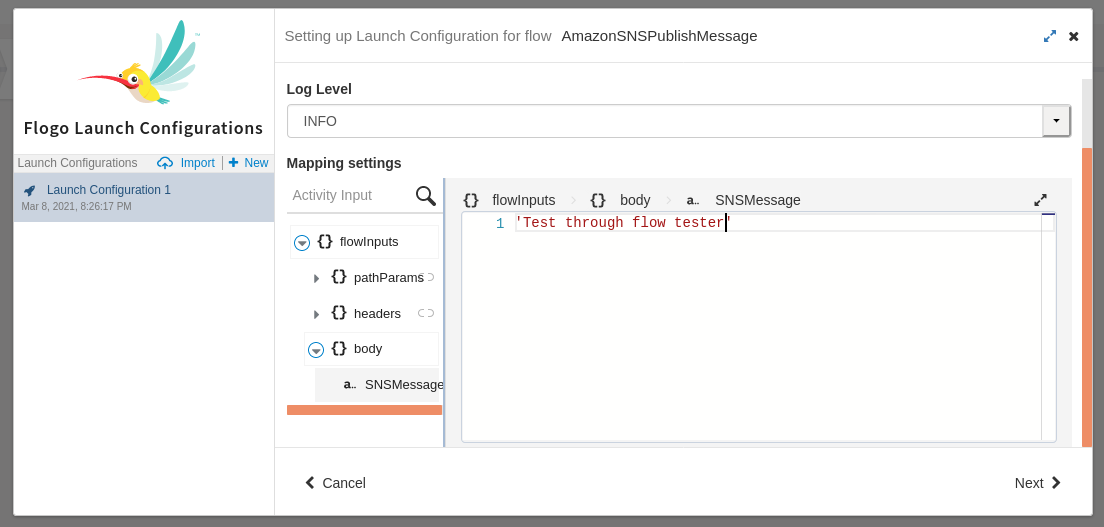 Setting up Launch Configuration for flow AmazonSNSPublishMessage
™
Flogo Launch Configurations
Launch Configurations Import New
Launch Configuration 1
Mar 8, 2021, 8:26:17 PM
Log Level
INFO
Mapping settings
Activity Input
{} flowInputs
{} pathParams
{} headers
{} body
a.. SNSMessage
{} flowInputs {} body a.. SNSMessage
1 'Test through flow tester'
Cancel
Next